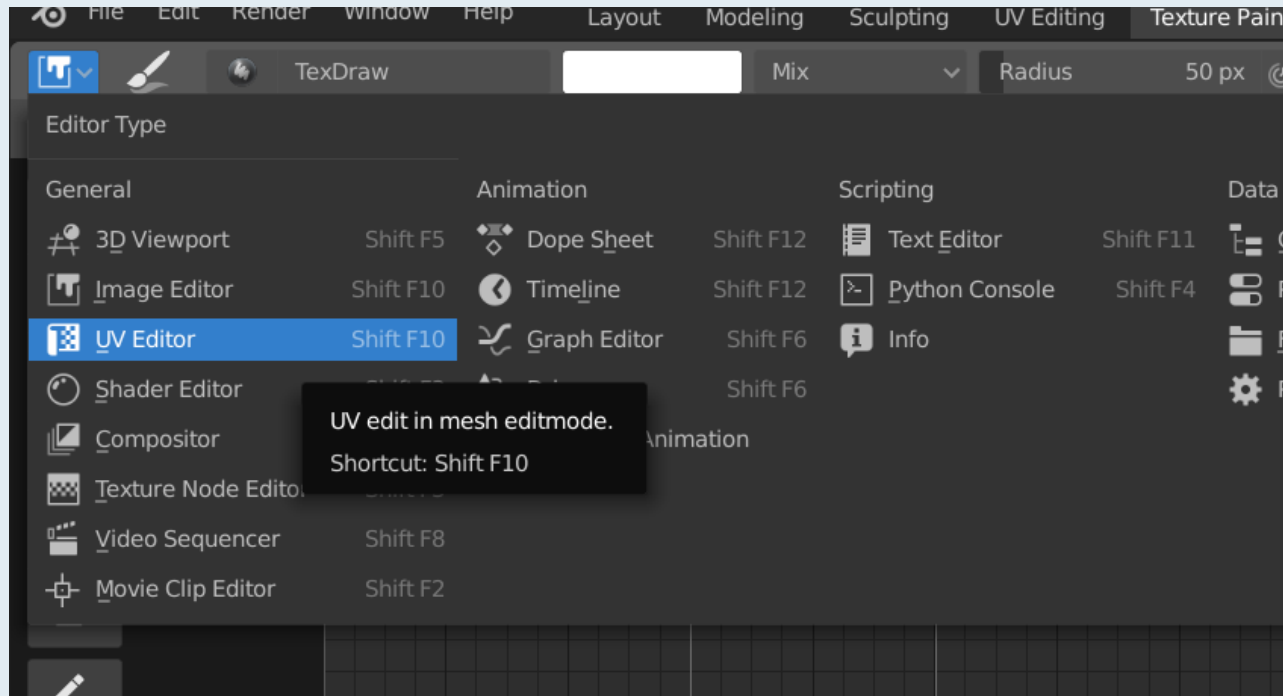 File Edit Render Window Help Layout Modeling Sculpting UV Editing Texture Pain
TexDraw Mix Radius 50 px
Editor Type
General Animation Scripting Data
3D Viewport Shift F5 Dope Sheet Shift F12 Text Editor Shift F11
Image Editor Shift F10 Timeline Shift F12 Python Console Shift F4
UV Editor Shift F10 Graph Editor Shift F6 Info
Shader Editor Shift F6
UV edit in mesh editmode.
Compositor Animation
Shortcut: Shift F10
Texture Node Editor
Video Sequencer Shift F8
Movie Clip Editor Shift F2